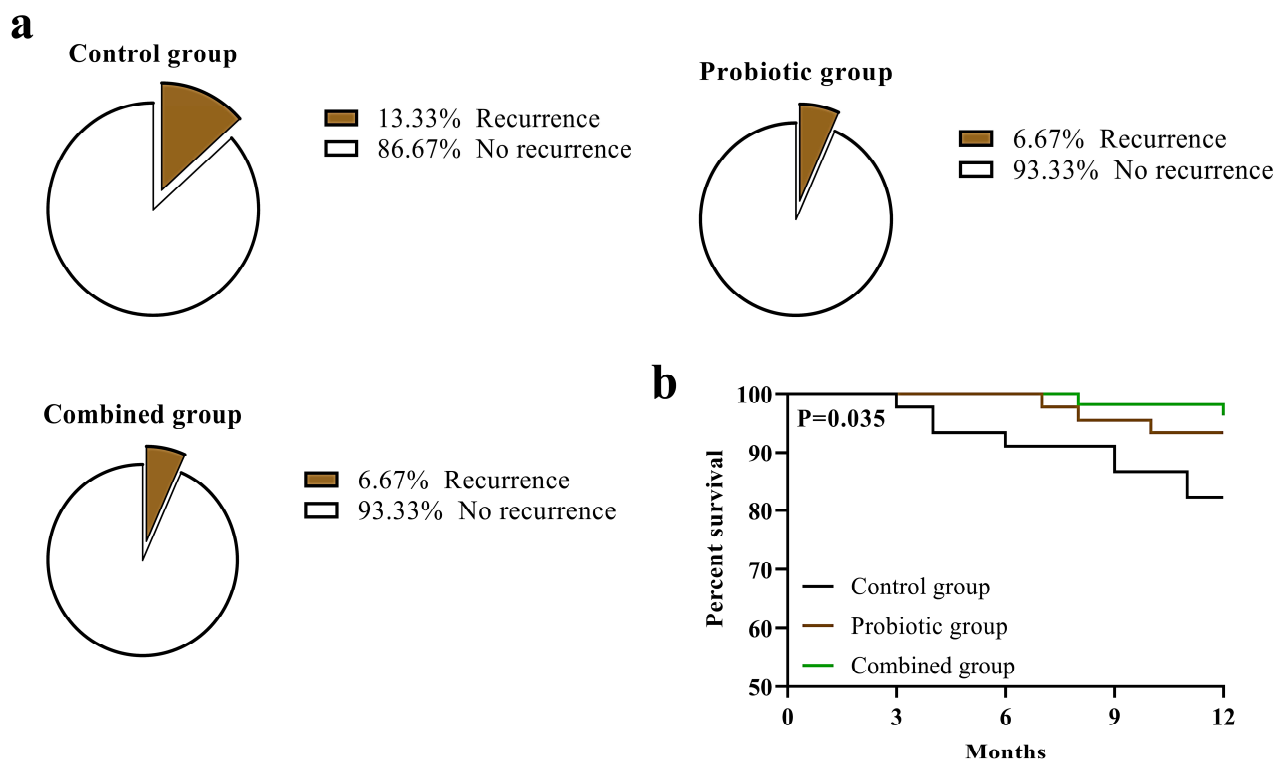 a
Control group
13.33% Recurrence
86.67% No recurrence
Probiotic group
6.67% Recurrence
93.33% No recurrence
Combined group
6.67% Recurrence
93.33% No recurrence
b
P=0.035
Percent survival
100
90
80
70
60
50
Control group
Probiotic group
Combined group
0 3 6 9 12
Months